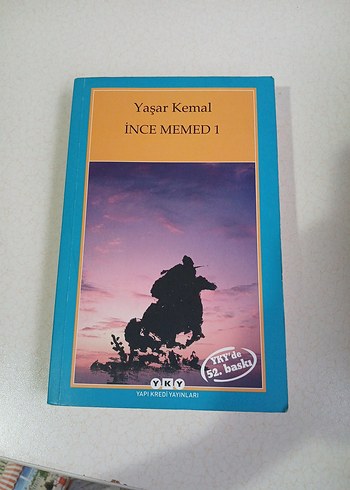 Yaşar Kemal
İNCE MEMED 1
YKY'de
52. baskı
YKY
YAPI KREDİ YAYINLARI